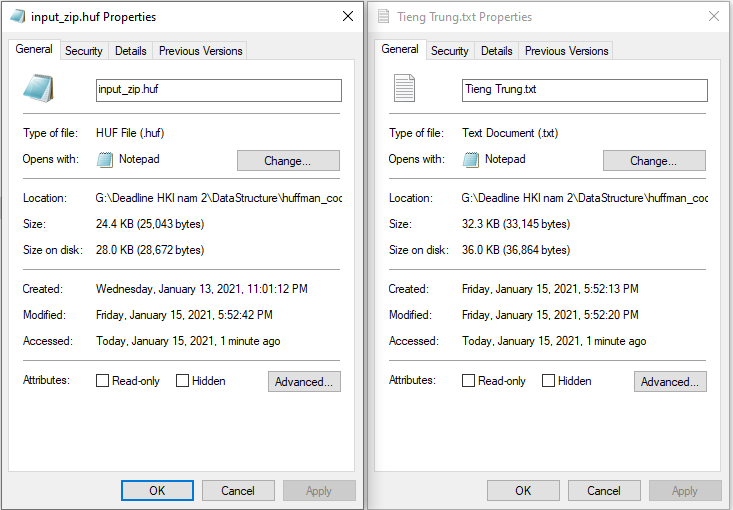 input_zip.huf Properties
General Security Details Previous Versions
input_zip.huf
Type of file: HUF File (.huf)
Opens with: Notepad Change...
Location: G:\Deadline HKI nam 2\DataStructure\huffman_coc
Size: 24.4 KB (25,043 bytes)
Size on disk: 28.0 KB (28,672 bytes)
Created: Wednesday, January 13, 2021, 11:01:12 PM
Modified: Friday, January 15, 2021, 5:52:42 PM
Accessed: Today, January 15, 2021, 1 minute ago
Attributes: Read-only Hidden Advanced...
OK Cancel Apply
Tieng Trung.txt Properties
General Security Details Previous Versions
Tieng Trung.txt
Type of file: Text Document (.txt)
Opens with: Notepad Change...
Location: G:\Deadline HKI nam 2\DataStructure\huffman_coc
Size: 32.3 KB (33,145 bytes)
Size on disk: 36.0 KB (36,864 bytes)
Created: Friday, January 15, 2021, 5:52:13 PM
Modified: Friday, January 15, 2021, 5:52:20 PM
Accessed: Today, January 15, 2021, 1 minute ago
Attributes: Read-only Hidden Advanced...
OK Cancel Apply